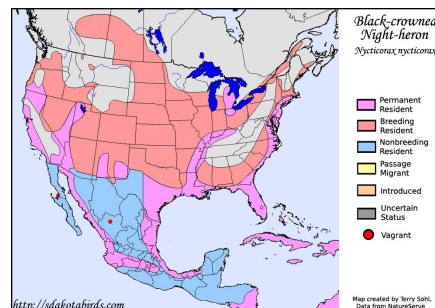 Black-crowned
Night-heron
Nycticorax nycticorax
Permanent
Resident
Breeding
Resident
Nonbreeding
Resident
Passage
Migrant
Introduced
Uncertain
Status
Vagrant
http://sdakotabirds.com
Map created by Terry Sohl,
Data from NatureServe